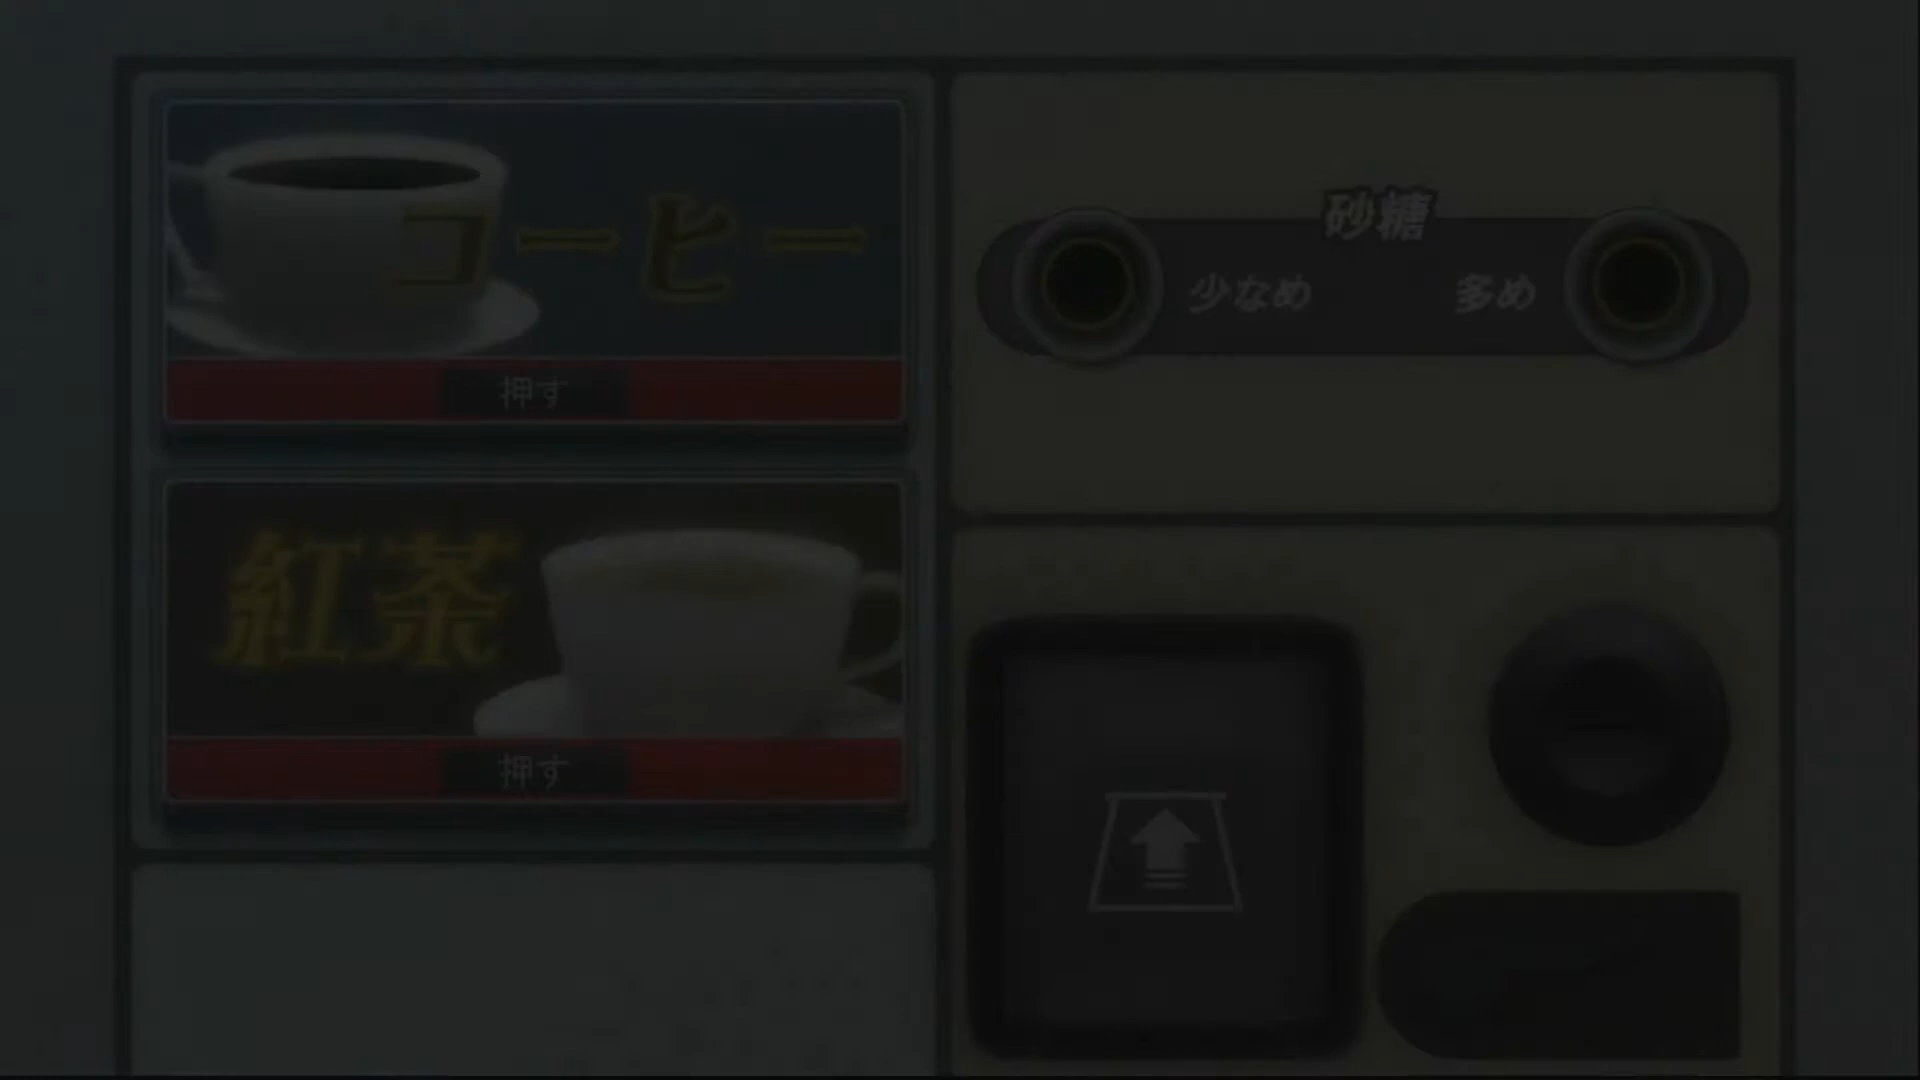 コーヒー
押す
紅茶
押す
砂糖
少なめ 多め